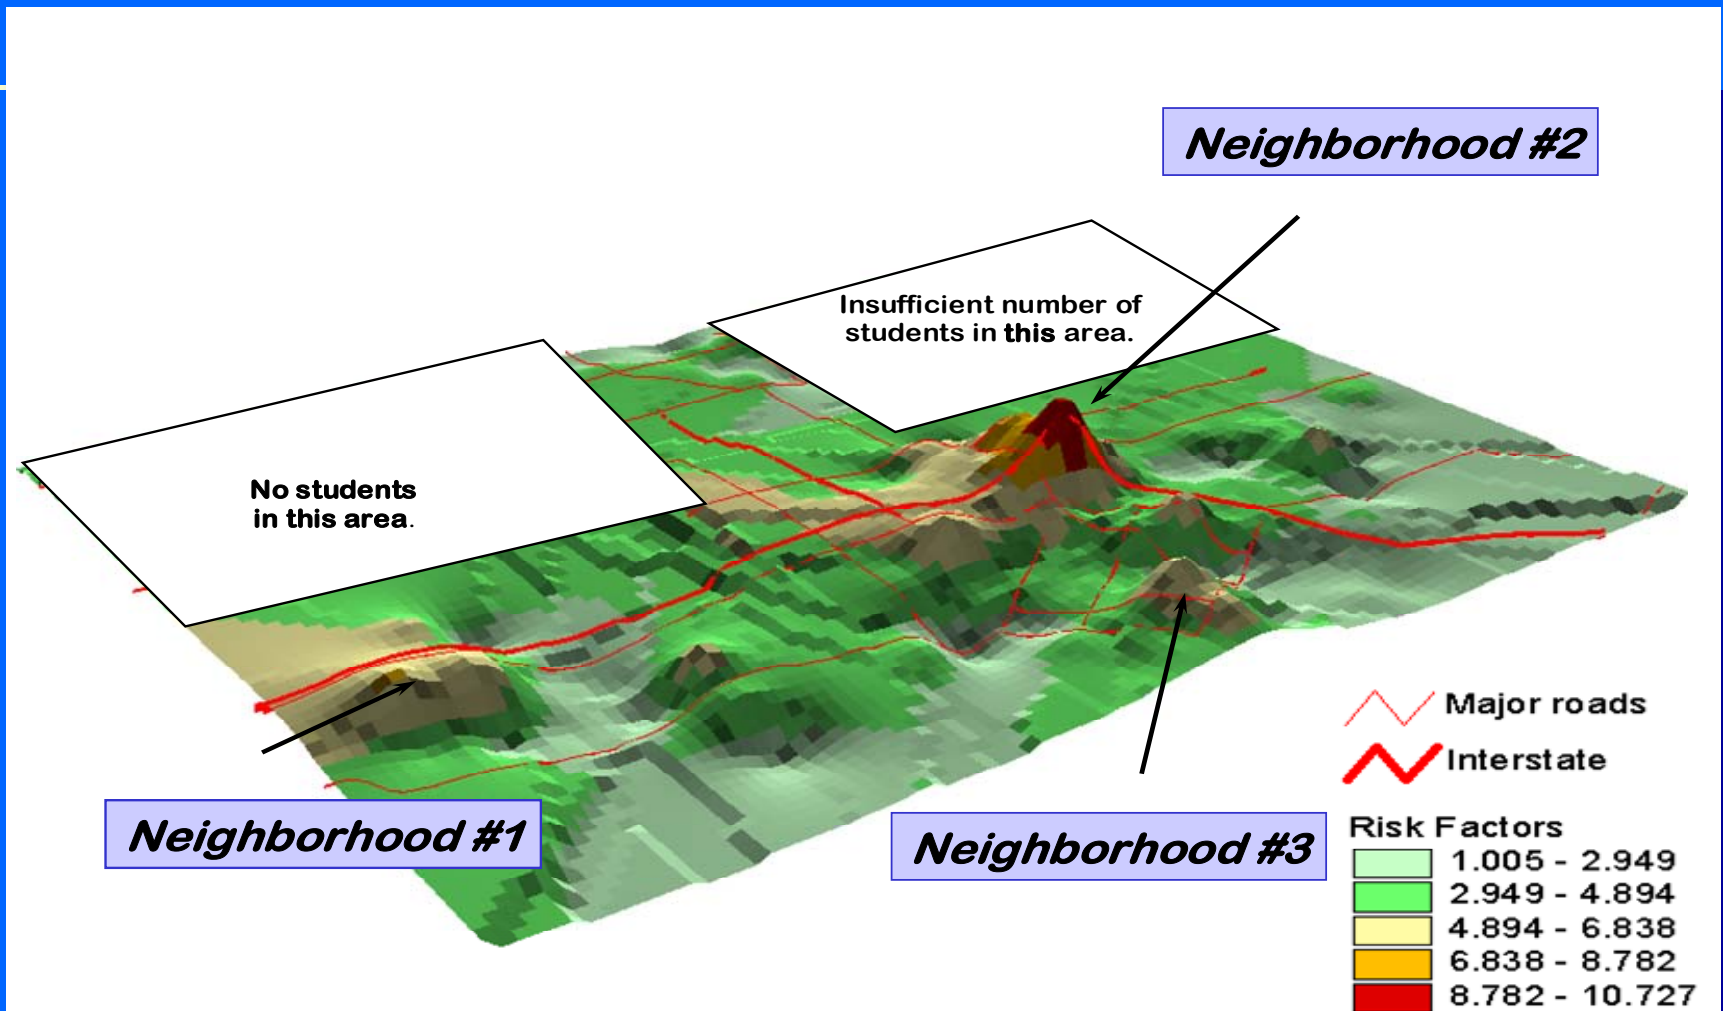 Neighborhood #2
Insufficient number of
students in this area.
No students
in this area.
Neighborhood #1
Neighborhood #3
Major roads
Interstate
Risk Factors
1.005 - 2.949
2.949 - 4.894
4.894 - 6.838
6.838 - 8.782
8.782 - 10.727